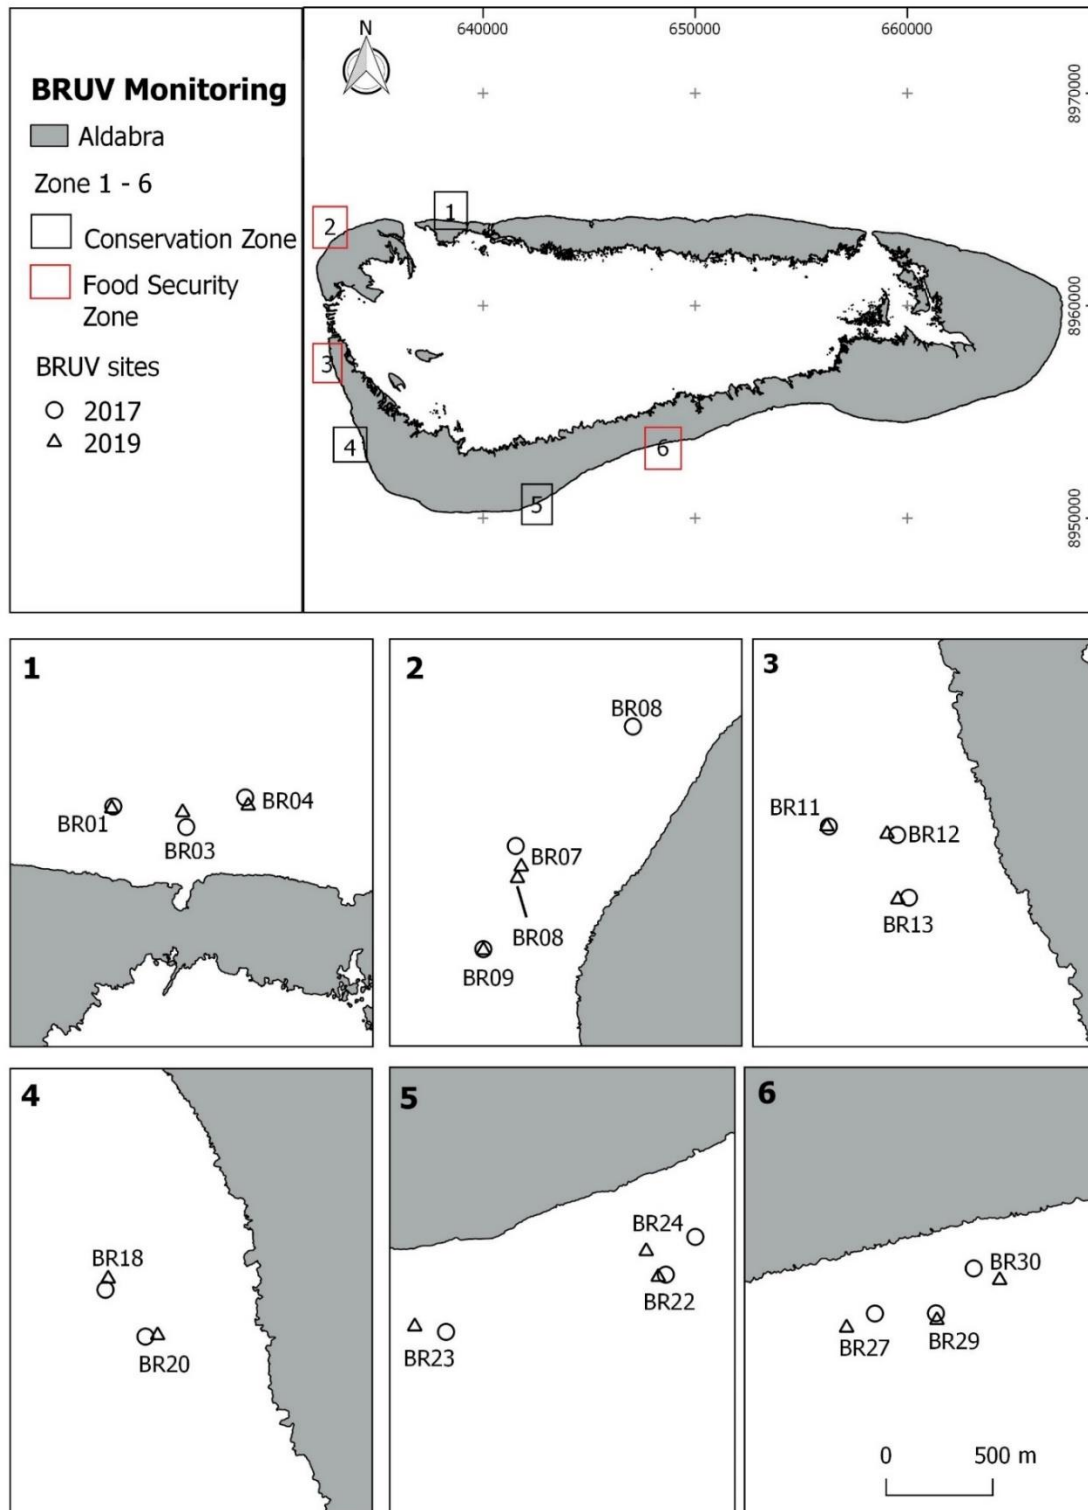 BRUV Monitoring
Aldabra
Zone 1 - 6
Conservation Zone
Food Security
Zone
BRUV sites
2017
2019
N
640000
650000
660000
8970000
8960000
8950000
1
2
3
4
5
6
1
BR01
BR03
BR04
2
BR08
BR07
BR08
BR09
3
BR11
BR12
BR13
4
BR18
BR20
5
BR24
BR22
BR23
6
BR30
BR27
BR29
0 500 m